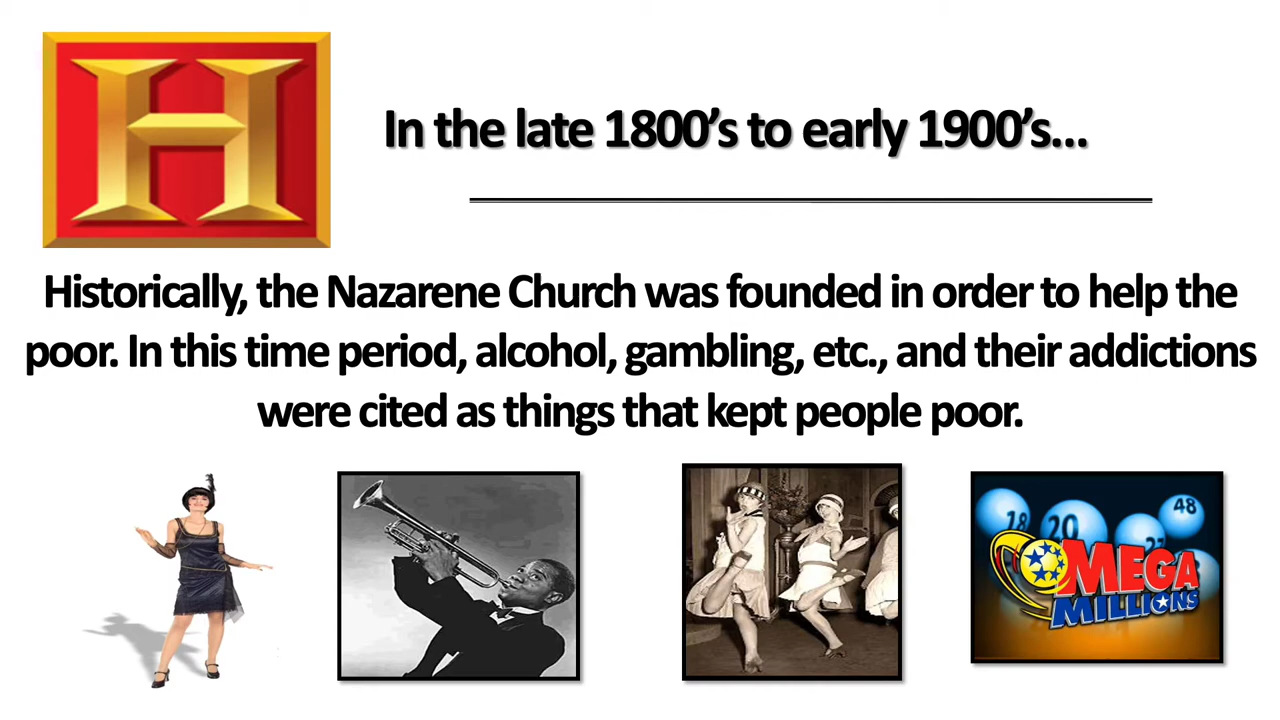 H
In the late 1800’s to early 1900’s...
Historically, the Nazarene Church was founded in order to help the
poor. In this time period, alcohol, gambling, etc., and their addictions
were cited as things that kept people poor.
18
20
48
MEGA
MILLIONS